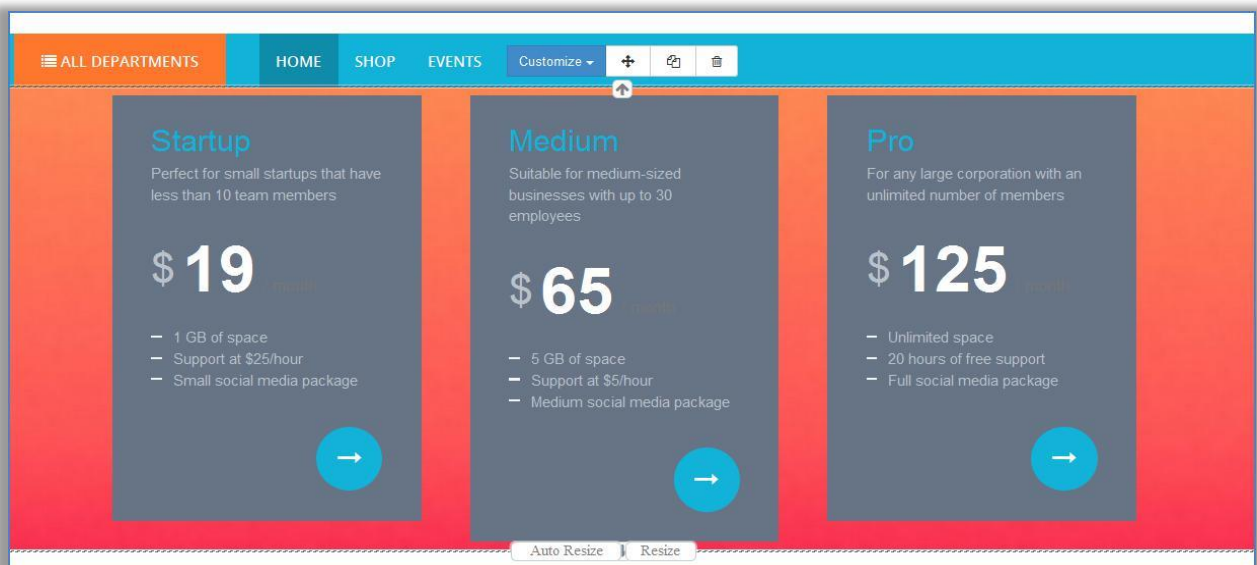 ALL DEPARTMENTS HOME SHOP EVENTS Customize
Startup
Perfect for small startups that have
less than 10 team members
$ 19 / month
1 GB of space
Support at $25/hour
Small social media package
Medium
Suitable for medium-sized
businesses with up to 30
employees
$ 65 / month
5 GB of space
Support at $5/hour
Medium social media package
Pro
For any large corporation with an
unlimited number of members
$ 125 / month
Unlimited space
20 hours of free support
Full social media package
Auto Resize Resize